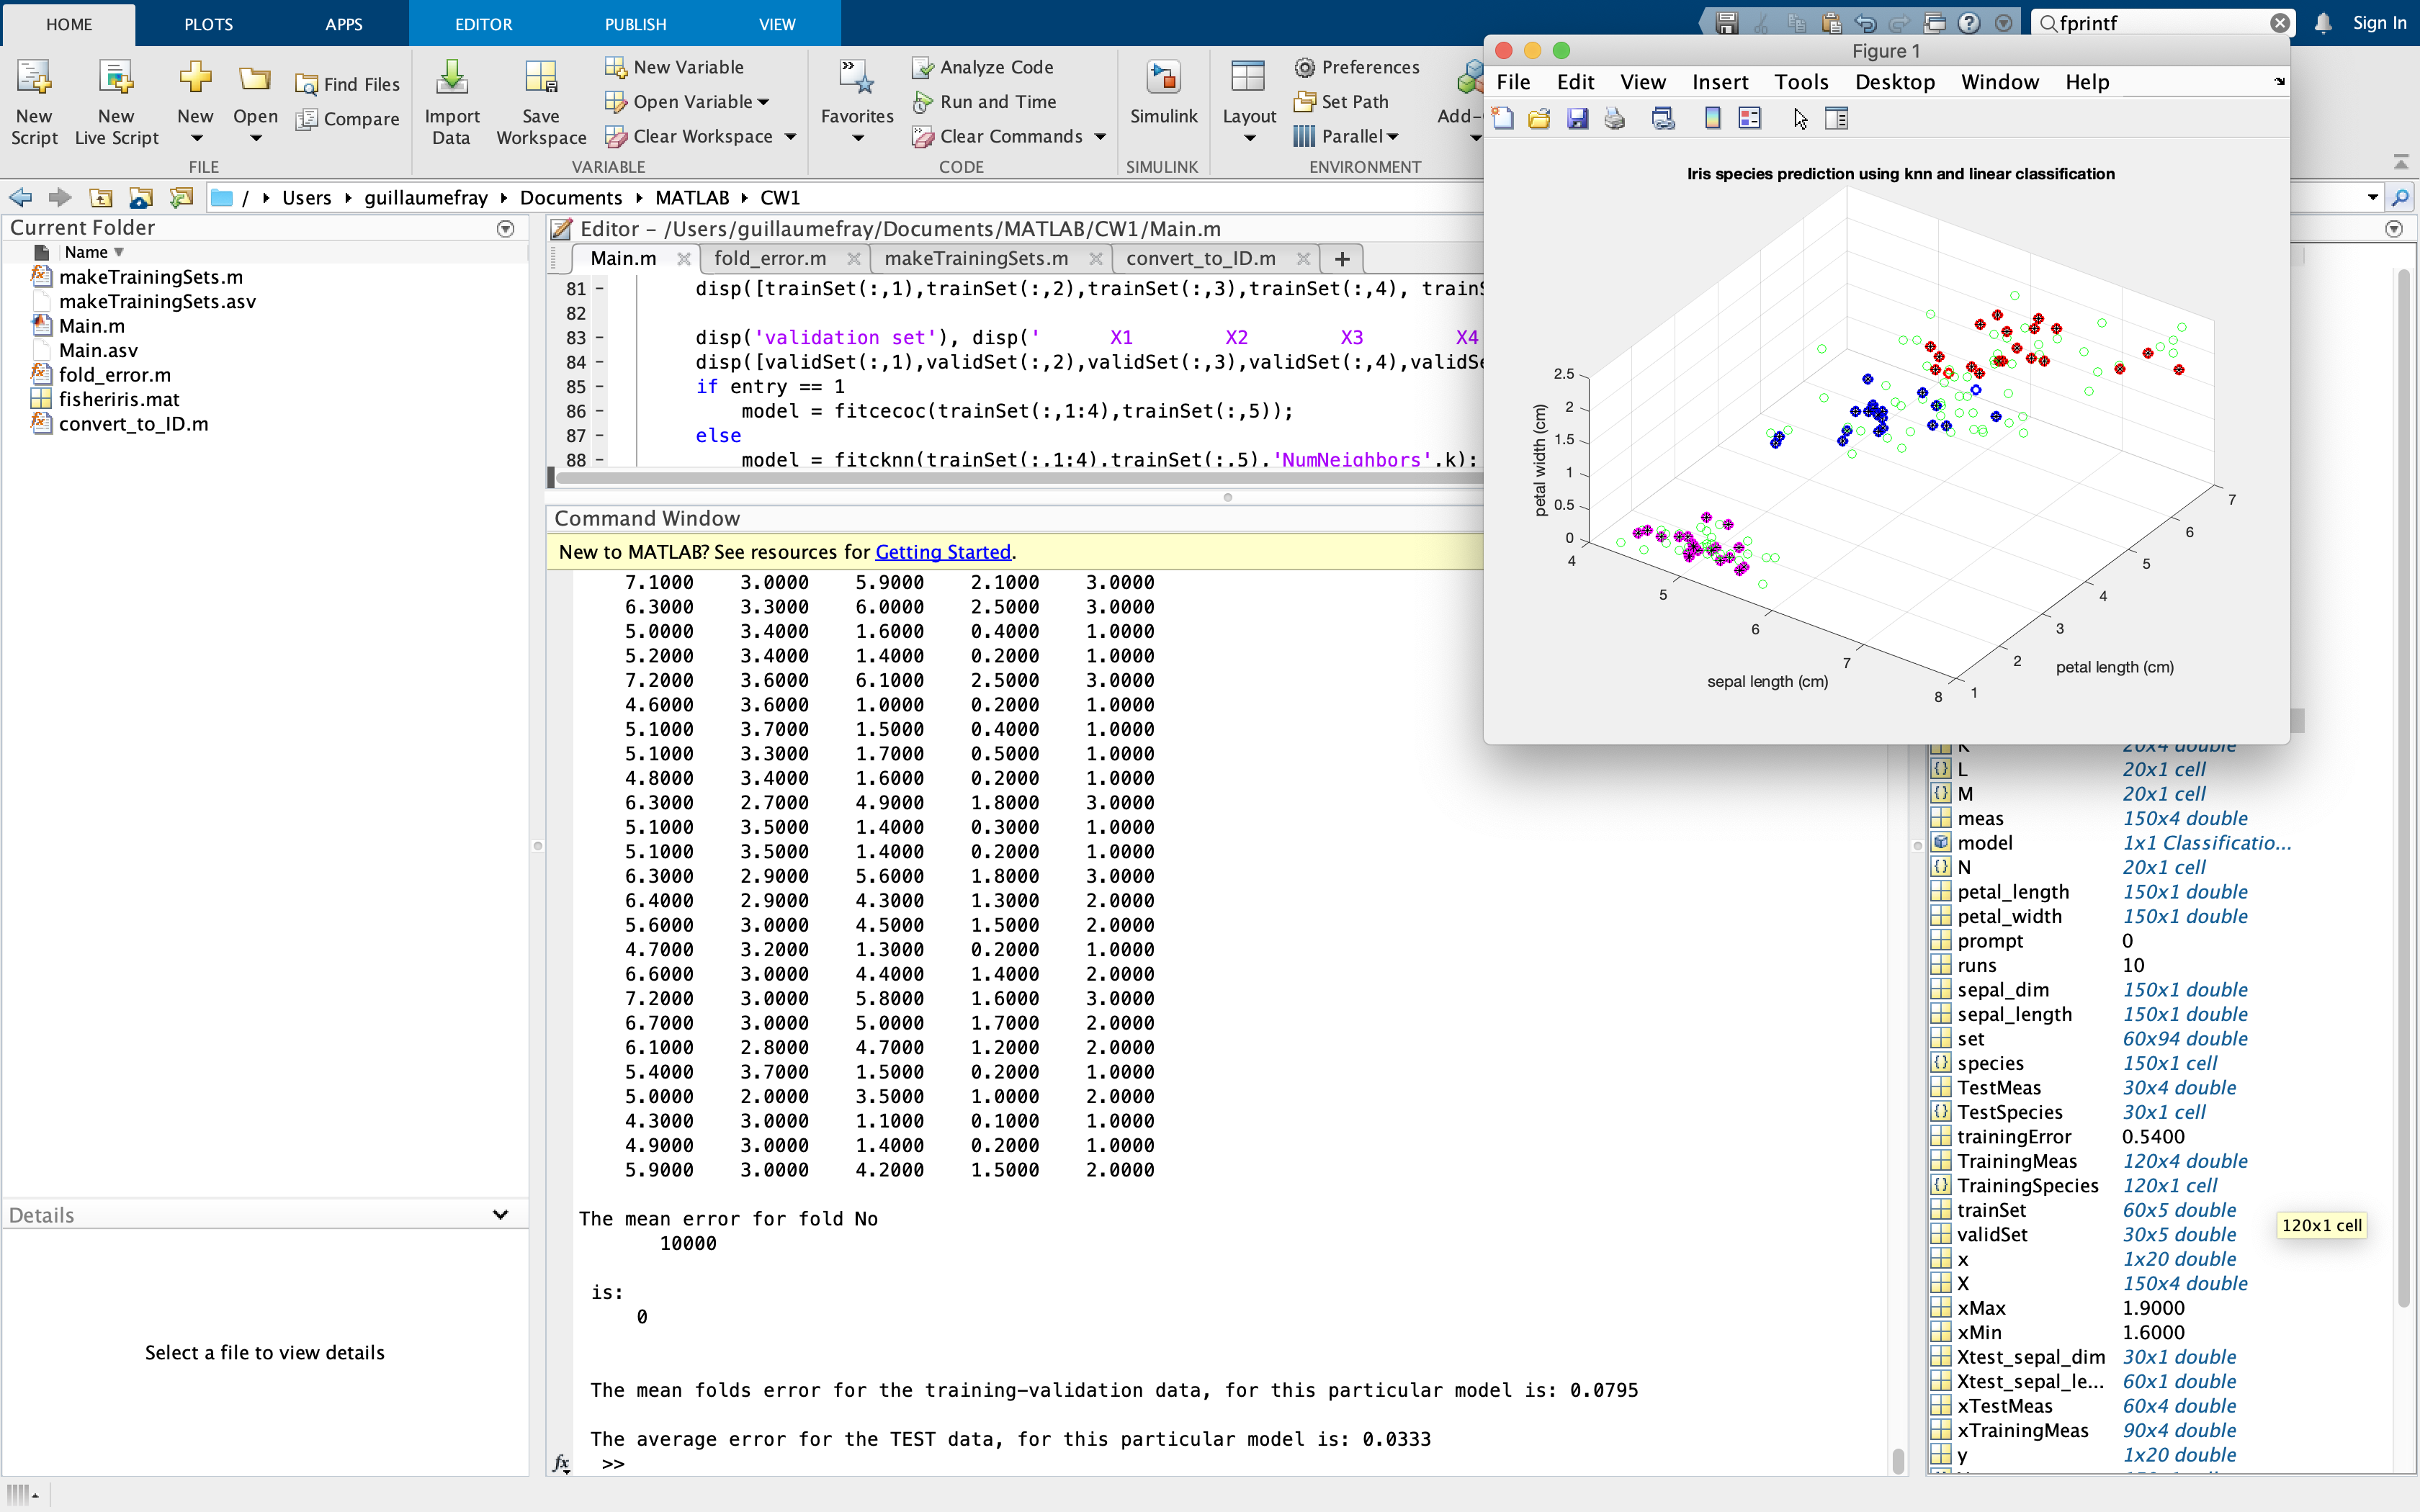 HOME PLOTS APPS EDITOR PUBLISH VIEW fprintf Sign In
New Script
New Live Script
New
Open
Find Files
Compare
FILE
Import Data
Save Workspace
New Variable
Open Variable
Clear Workspace
VARIABLE
Favorites
Analyze Code
Run and Time
Clear Commands
CODE
Simulink
SIMULINK
Layout
Preferences
Set Path
Parallel
ENVIRONMENT
Add-
/ Users guillaumefray Documents MATLAB CW1
Current Folder
Name
makeTrainingSets.m
makeTrainingSets.asv
Main.m
Main.asv
fold_error.m
fisheriris.mat
convert_to_ID.m
Details
Select a file to view details
Editor - /Users/guillaumefray/Documents/MATLAB/CW1/Main.m
Main.m fold_error.m makeTrainingSets.m convert_to_ID.m +
81 - disp([trainSet(:,1),trainSet(:,2),trainSet(:,3),trainSet(:,4), trainS
82
83 - disp('validation set'), disp(' X1 X2 X3 X4
84 - disp([validSet(:,1),validSet(:,2),validSet(:,3),validSet(:,4),validSe
85 - if entry == 1
86 - model = fitcecoc(trainSet(:,1:4),trainSet(:,5));
87 - else
88 - model = fitcknn(trainSet(:,1:4),trainSet(:,5),'NumNeighbors',k);
Command Window
New to MATLAB? See resources for Getting Started.
7.1000 3.0000 5.9000 2.1000 3.0000
6.3000 3.3000 6.0000 2.5000 3.0000
5.0000 3.4000 1.6000 0.4000 1.0000
5.2000 3.4000 1.4000 0.2000 1.0000
7.2000 3.6000 6.1000 2.5000 3.0000
4.6000 3.6000 1.0000 0.2000 1.0000
5.1000 3.7000 1.5000 0.4000 1.0000
5.1000 3.3000 1.7000 0.5000 1.0000
4.8000 3.4000 1.6000 0.2000 1.0000
6.3000 2.7000 4.9000 1.8000 3.0000
5.1000 3.5000 1.4000 0.3000 1.0000
5.1000 3.5000 1.4000 0.2000 1.0000
6.3000 2.9000 5.6000 1.8000 3.0000
6.4000 2.9000 4.3000 1.3000 2.0000
5.6000 3.0000 4.5000 1.5000 2.0000
4.7000 3.2000 1.3000 0.2000 1.0000
6.6000 3.0000 4.4000 1.4000 2.0000
7.2000 3.0000 5.8000 1.6000 3.0000
6.7000 3.0000 5.0000 1.7000 2.0000
6.1000 2.8000 4.7000 1.2000 2.0000
5.4000 3.7000 1.5000 0.2000 1.0000
5.0000 2.0000 3.5000 1.0000 2.0000
4.3000 3.0000 1.1000 0.1000 1.0000
4.9000 3.0000 1.4000 0.2000 1.0000
5.9000 3.0000 4.2000 1.5000 2.0000
The mean error for fold No
10000
is:
0
The mean folds error for the training-validation data, for this particular model is: 0.0795
The average error for the TEST data, for this particular model is: 0.0333
fx >>
Figure 1
File Edit View Insert Tools Desktop Window Help
Iris species prediction using knn and linear classification
petal width (cm)
2.5
2
1.5
1
0.5
0
4
5
6
7
8
sepal length (cm)
1
2
3
4
5
6
7
petal length (cm)
K 20x4 double
L 20x1 cell
M 20x1 cell
meas 150x4 double
model 1x1 Classificatio...
N 20x1 cell
petal_length 150x1 double
petal_width 150x1 double
prompt 0
runs 10
sepal_dim 150x1 double
sepal_length 150x1 double
set 60x94 double
species 150x1 cell
TestMeas 30x4 double
TestSpecies 30x1 cell
trainingError 0.5400
TrainingMeas 120x4 double
TrainingSpecies 120x1 cell
trainSet 60x5 double
validSet 30x5 double
120x1 cell
x 1x20 double
X 150x4 double
xMax 1.9000
xMin 1.6000
Xtest_sepal_dim 30x1 double
Xtest_sepal_le... 60x1 double
xTestMeas 60x4 double
xTrainingMeas 90x4 double
y 1x20 double